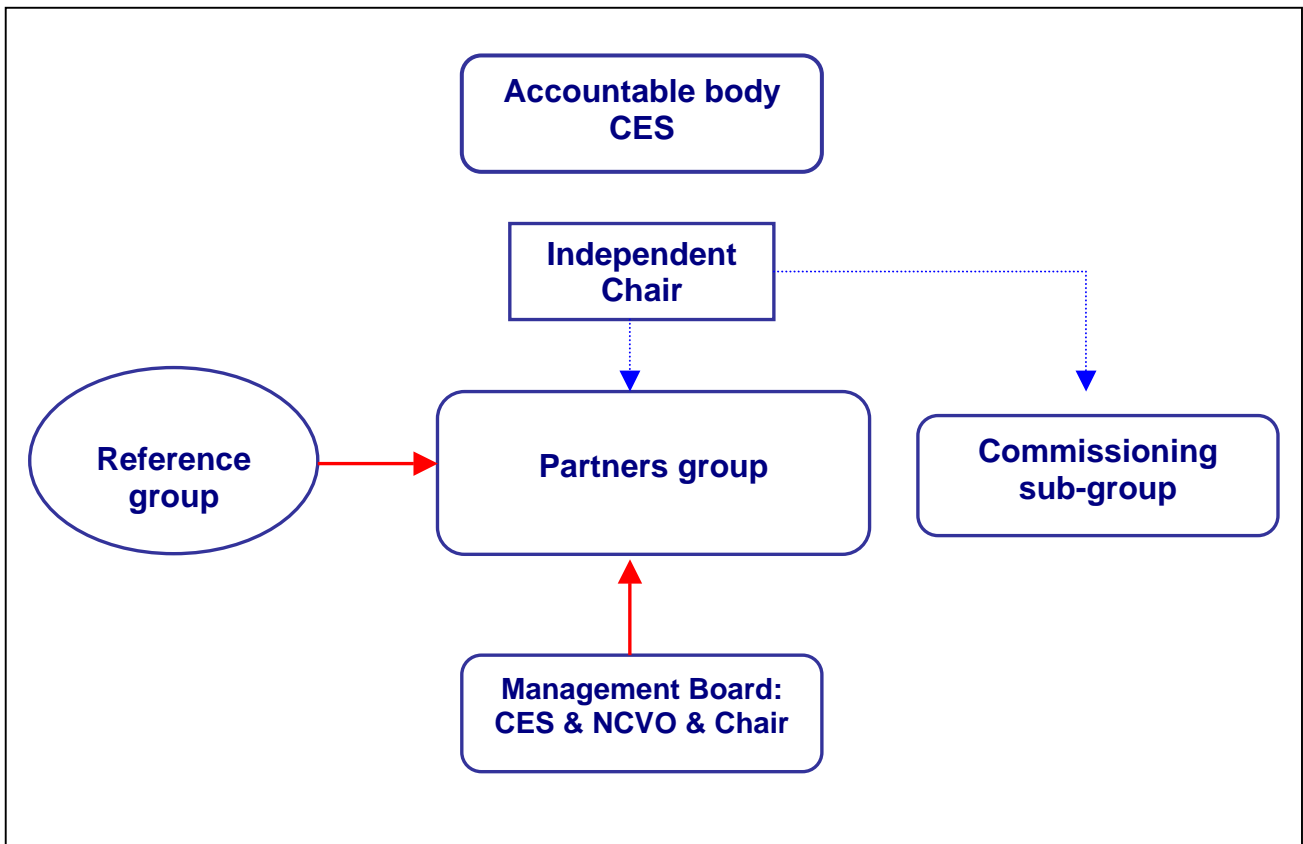 Accountable body
CES
Independent
Chair
Reference
group
Partners group
Commissioning
sub-group
Management Board:
CES & NCVO & Chair